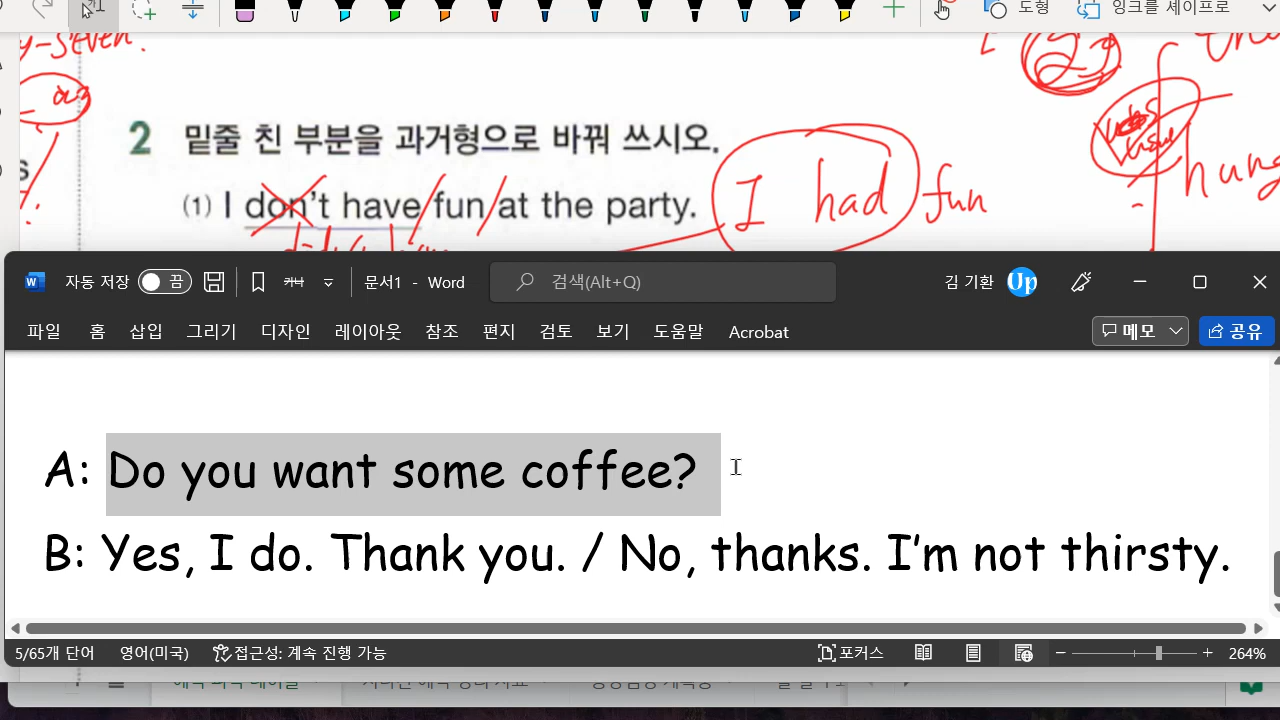 도형
잉크를 셰이프로
y-seven.
2 밑줄 친 부분을 과거형으로 바꿔 쓰시오.
(1) I don't have fun at the party. I had fun
hung
자동 저장 끔 문서1 - Word 검색(Alt+Q) 김 기환 Up
파일 홈 삽입 그리기 디자인 레이아웃 참조 편지 검토 보기 도움말 Acrobat 메모 공유
A: Do you want some coffee?
B: Yes, I do. Thank you. / No, thanks. I'm not thirsty.
5/65개 단어 영어(미국) 접근성: 계속 진행 가능 포커스 264%